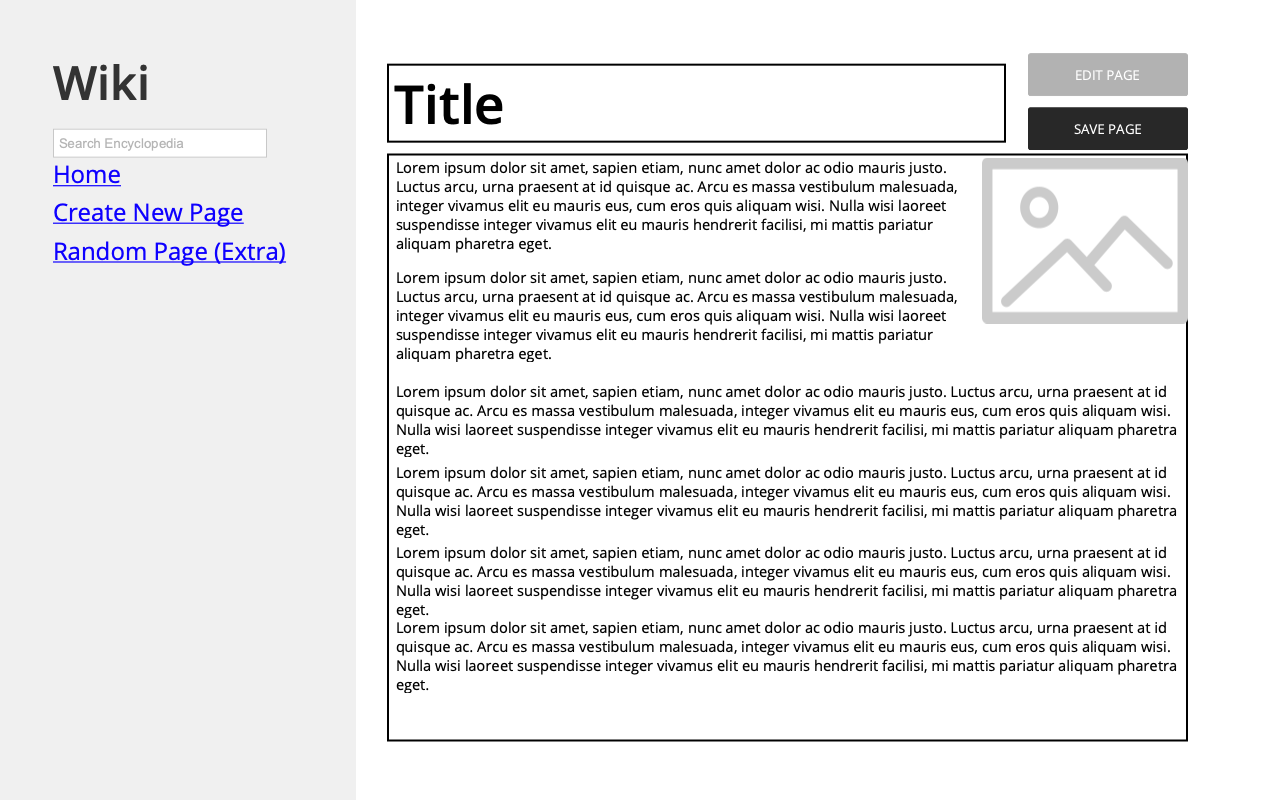 Wiki
Search Encyclopedia
Home
Create New Page
Random Page (Extra)
Title
EDIT PAGE
SAVE PAGE
Lorem ipsum dolor sit amet, sapien etiam, nunc amet dolor ac odio mauris justo.
Luctus arcu, urna praesent at id quisque ac. Arcu es massa vestibulum malesuada,
integer vivamus elit eu mauris eus, cum eros quis aliquam wisi. Nulla wisi laoreet
suspendisse integer vivamus elit eu mauris hendrerit facilisi, mi mattis pariatur
aliquam pharetra eget.
Lorem ipsum dolor sit amet, sapien etiam, nunc amet dolor ac odio mauris justo.
Luctus arcu, urna praesent at id quisque ac. Arcu es massa vestibulum malesuada,
integer vivamus elit eu mauris eus, cum eros quis aliquam wisi. Nulla wisi laoreet
suspendisse integer vivamus elit eu mauris hendrerit facilisi, mi mattis pariatur
aliquam pharetra eget.
Lorem ipsum dolor sit amet, sapien etiam, nunc amet dolor ac odio mauris justo. Luctus arcu, urna praesent at id
quisque ac. Arcu es massa vestibulum malesuada, integer vivamus elit eu mauris eus, cum eros quis aliquam wisi.
Nulla wisi laoreet suspendisse integer vivamus elit eu mauris hendrerit facilisi, mi mattis pariatur aliquam pharetra
eget.
Lorem ipsum dolor sit amet, sapien etiam, nunc amet dolor ac odio mauris justo. Luctus arcu, urna praesent at id
quisque ac. Arcu es massa vestibulum malesuada, integer vivamus elit eu mauris eus, cum eros quis aliquam wisi.
Nulla wisi laoreet suspendisse integer vivamus elit eu mauris hendrerit facilisi, mi mattis pariatur aliquam pharetra
eget.
Lorem ipsum dolor sit amet, sapien etiam, nunc amet dolor ac odio mauris justo. Luctus arcu, urna praesent at id
quisque ac. Arcu es massa vestibulum malesuada, integer vivamus elit eu mauris eus, cum eros quis aliquam wisi.
Nulla wisi laoreet suspendisse integer vivamus elit eu mauris hendrerit facilisi, mi mattis pariatur aliquam pharetra
eget.
Lorem ipsum dolor sit amet, sapien etiam, nunc amet dolor ac odio mauris justo. Luctus arcu, urna praesent at id
quisque ac. Arcu es massa vestibulum malesuada, integer vivamus elit eu mauris eus, cum eros quis aliquam wisi.
Nulla wisi laoreet suspendisse integer vivamus elit eu mauris hendrerit facilisi, mi mattis pariatur aliquam pharetra
eget.